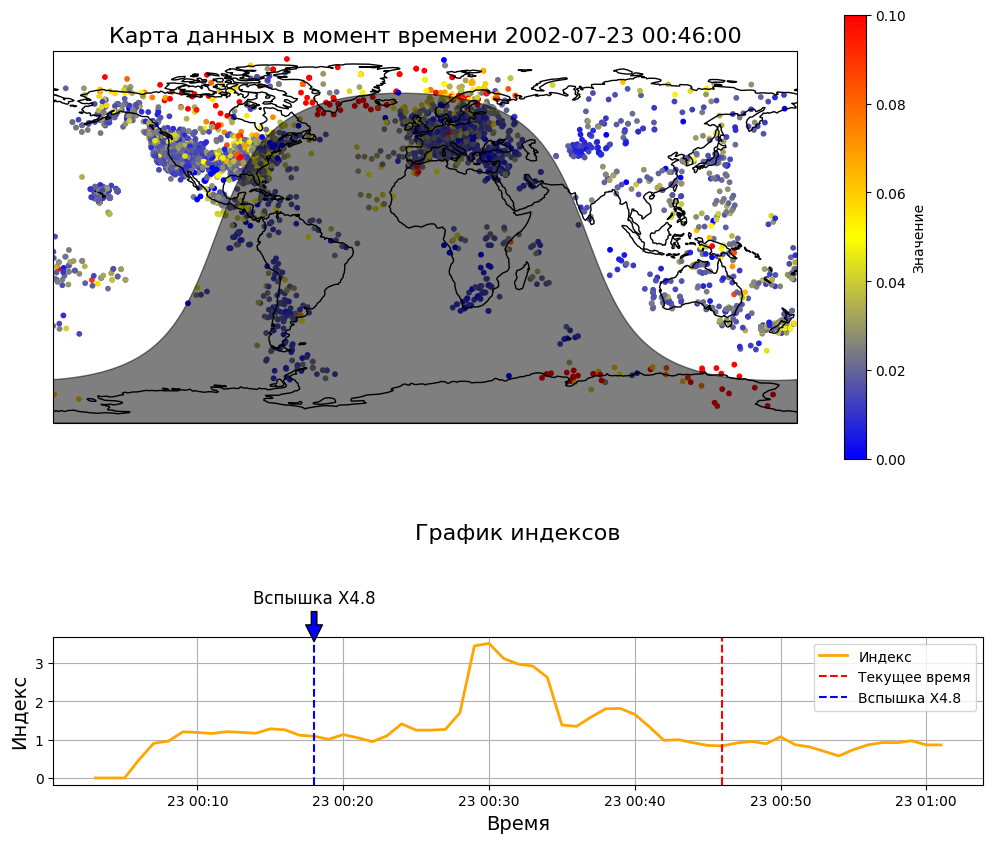 Карта данных в момент времени 2002-07-23 00:46:00
0.10
0.08
0.06
0.04
0.02
0.00
Значение
График индексов
Вспышка X4.8
Индекс
3
2
1
0
Индекс
Текущее время
Вспышка X4.8
23 00:10
23 00:20
23 00:30
23 00:40
23 00:50
23 01:00
Время